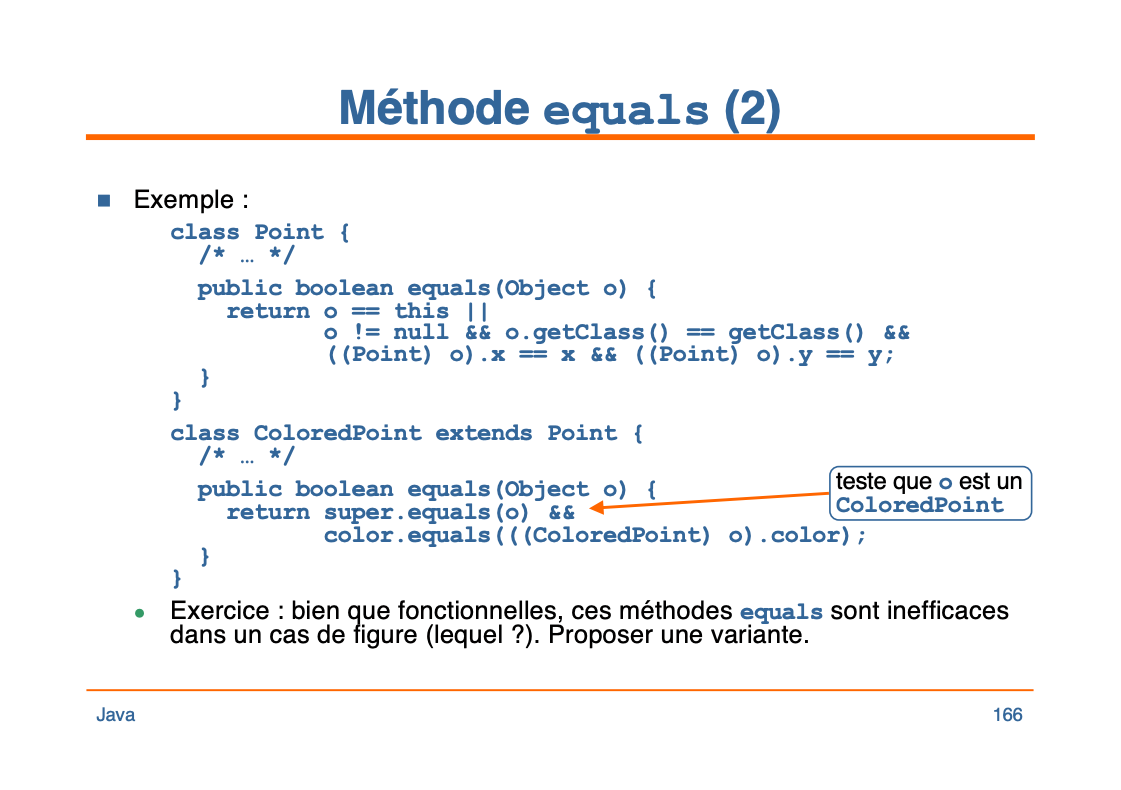 Méthode equals (2)
Exemple :
class Point {
/* … */
public boolean equals(Object o) {
return o == this ||
o != null && o.getClass() == getClass() &&
((Point) o).x == x && ((Point) o).y == y;
}
}
class ColoredPoint extends Point {
/* … */
public boolean equals(Object o) {
return super.equals(o) &&
color.equals(((ColoredPoint) o).color);
}
}
teste que o est un
ColoredPoint
Exercice : bien que fonctionnelles, ces méthodes equals sont inefficaces
dans un cas de figure (lequel ?). Proposer une variante.
Java
166